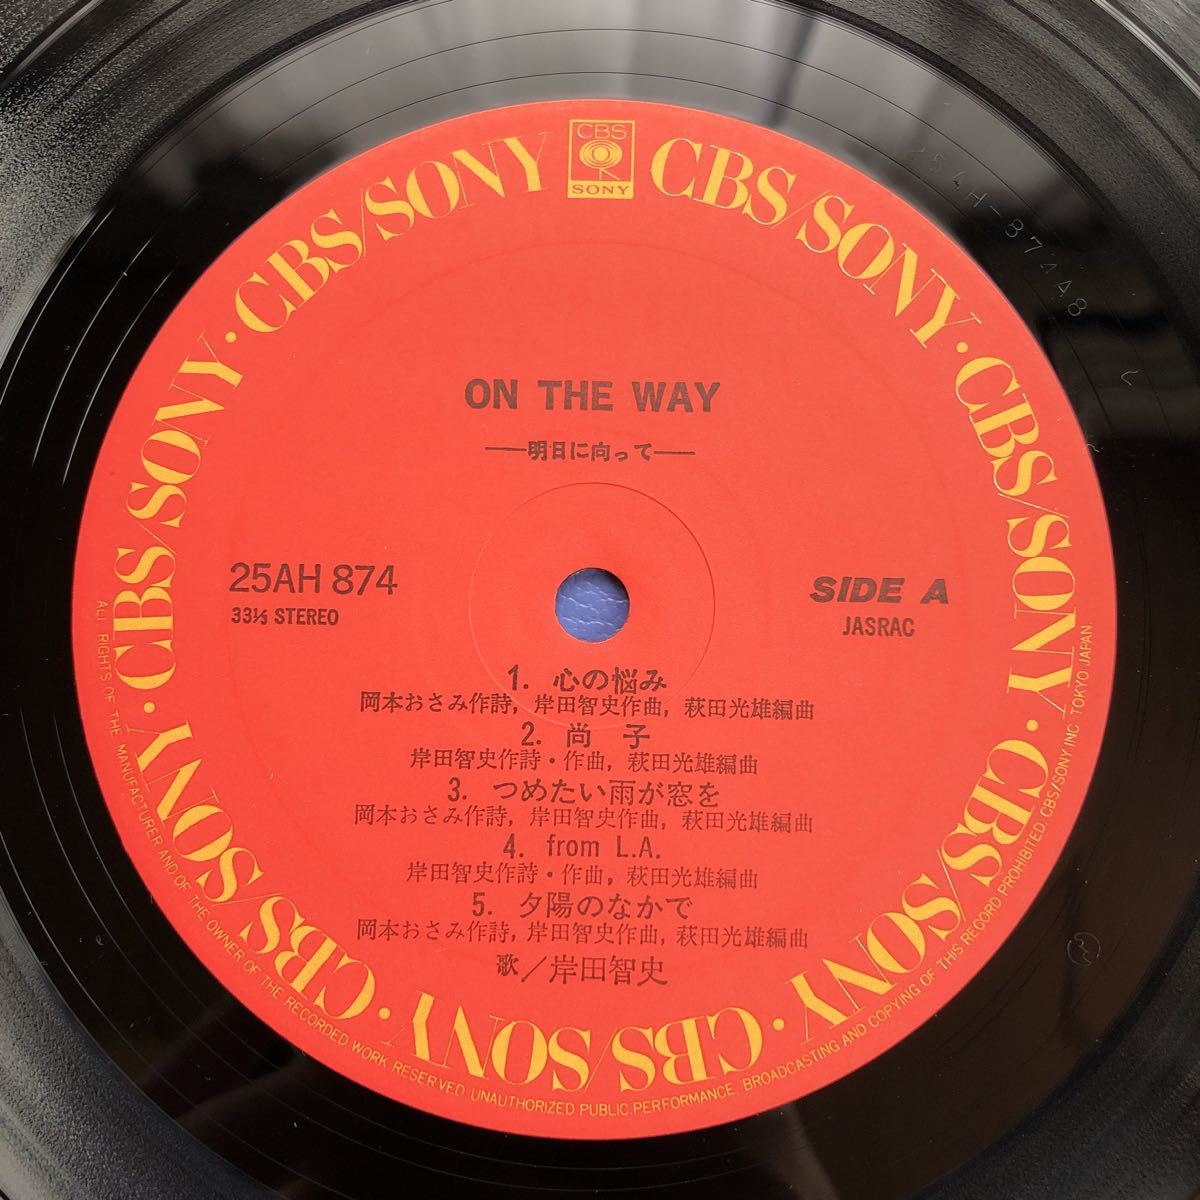 CBS
SONY
CBS/SONY · CBS/SONY · CBS/SONY · CBS/SONY · CBS/SONY · CBS/SONY · CBS/SONY · CBS/SONY
ON THE WAY
——明日に向って——
25AH 874
33⅓ STEREO
SIDE A
JASRAC
1. 心の悩み
岡本おさみ作詩, 岸田智史作曲, 萩田光雄編曲
2. 尚 子
岸田智史作詩・作曲, 萩田光雄編曲
3. つめたい雨が窓を
岡本おさみ作詩, 岸田智史作曲, 萩田光雄編曲
4. from L.A.
岸田智史作詩・作曲, 萩田光雄編曲
5. 夕陽のなかで
岡本おさみ作詩, 岸田智史作曲, 萩田光雄編曲
歌／岸田智史
ALL RIGHTS OF THE MANUFACTURER AND OF THE OWNER OF THE RECORDED WORK RESERVED. UNAUTHORIZED PUBLIC PERFORMANCE, BROADCASTING AND COPYING OF THIS RECORD PROHIBITED. CBS/SONY INC. TOKYO JAPAN.